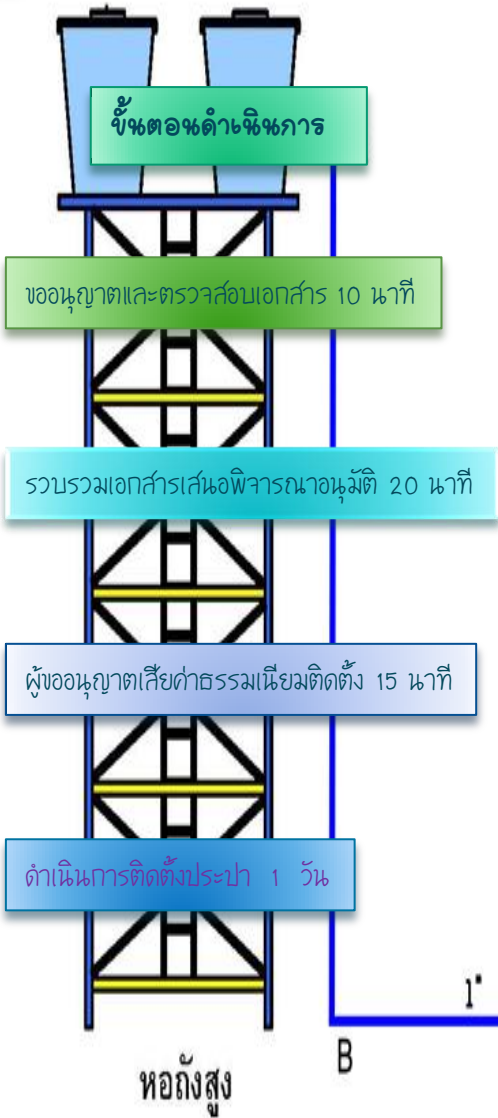 ขั้นตอนดำเนินการ
ขออนุญาตและตรวจสอบเอกสาร 10 นาที
รวบรวมเอกสารเสนอพิจารณาอนุมัติ 20 นาที
ผู้ขออนุญาตเสียค่าธรรมเนียมติดตั้ง 15 นาที
ดำเนินการติดตั้งประปา 1 วัน
1"
B
หอถังสูง